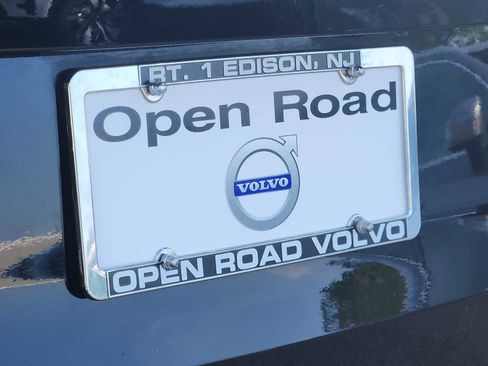 RT. 1 EDISON, NJ
Open Road
VOLVO
OPEN ROAD VOLVO